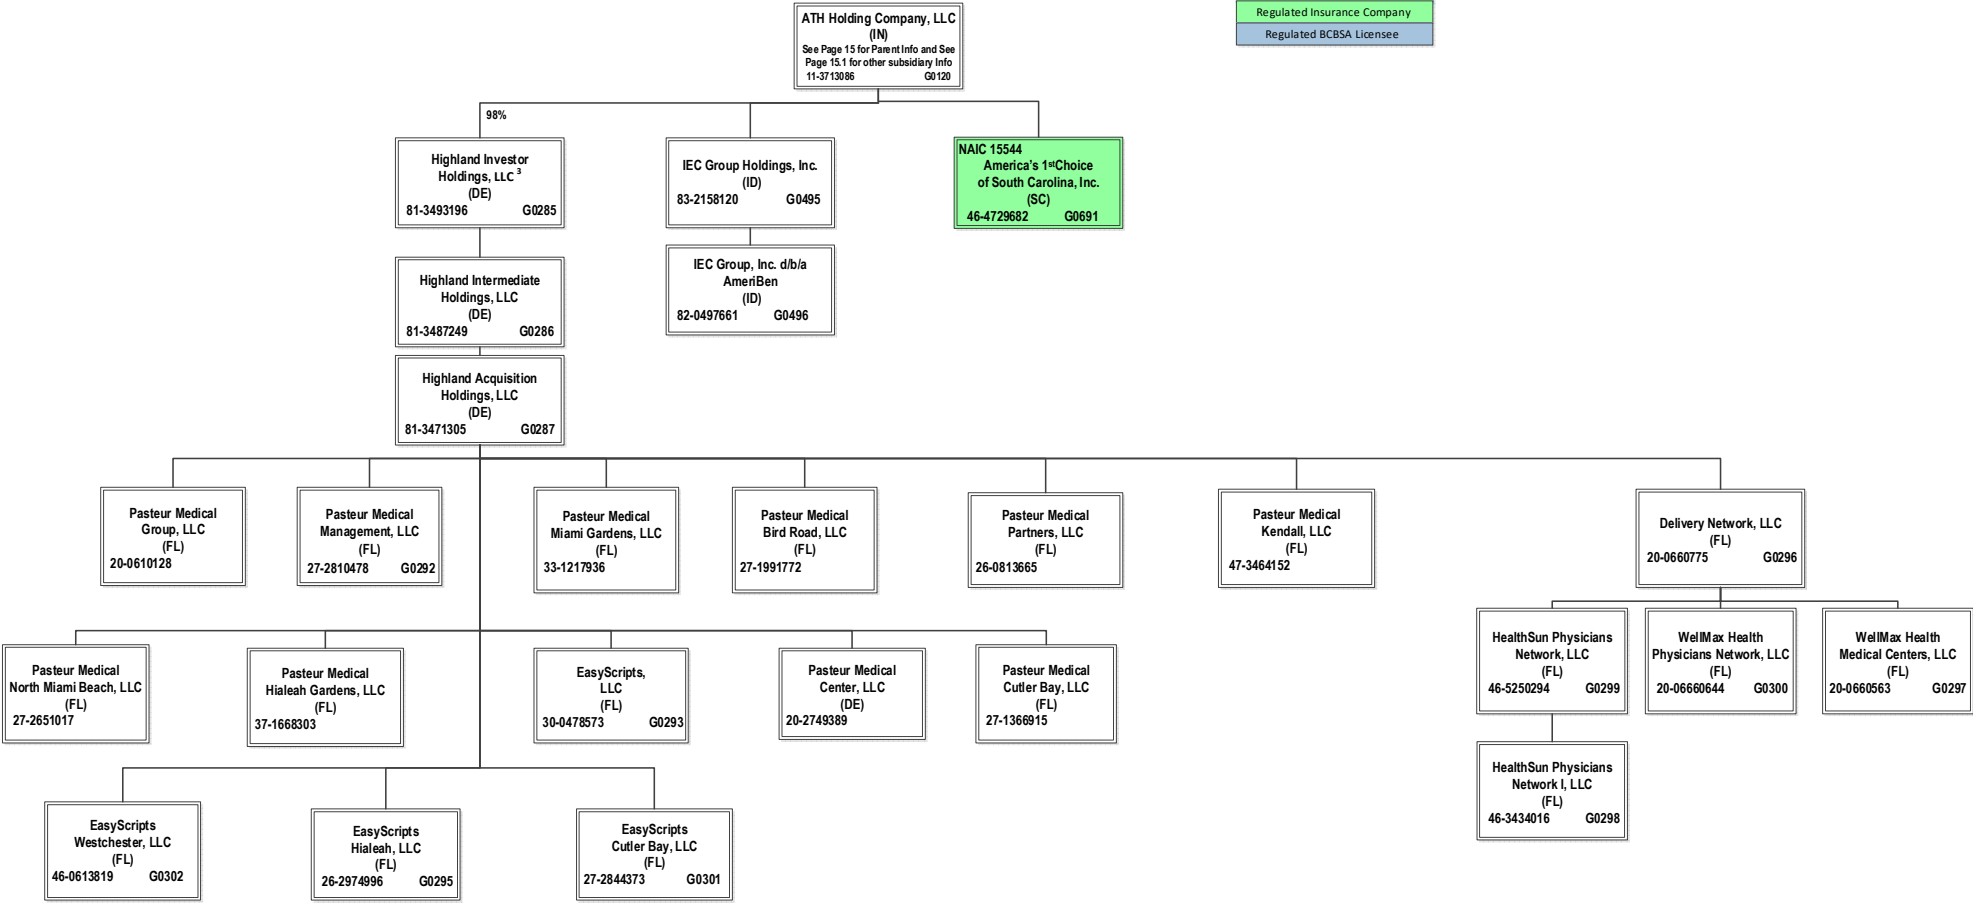 ATH Holding Company, LLC
(IN)
See Page 15 for Parent Info and See
Page 15.1 for other subsidiary Info
11-3713086 G0120
Regulated Insurance Company
Regulated BCBSA Licensee
98%
Highland Investor
Holdings, LLC 3
(DE)
81-3493196 G0285
IEC Group Holdings, Inc.
(ID)
83-2158120 G0495
NAIC 15544
America's 1stChoice
of South Carolina, Inc.
(SC)
46-4729682 G0691
Highland Intermediate
Holdings, LLC
(DE)
81-3487249 G0286
IEC Group, Inc. d/b/a
AmeriBen
(ID)
82-0497661 G0496
Highland Acquisition
Holdings, LLC
(DE)
81-3471305 G0287
Pasteur Medical
Group, LLC
(FL)
20-0610128
Pasteur Medical
Management, LLC
(FL)
27-2810478 G0292
Pasteur Medical
Miami Gardens, LLC
(FL)
33-1217936
Pasteur Medical
Bird Road, LLC
(FL)
27-1991772
Pasteur Medical
Partners, LLC
(FL)
26-0813665
Pasteur Medical
Kendall, LLC
(FL)
47-3464152
Delivery Network, LLC
(FL)
20-0660775 G0296
Pasteur Medical
North Miami Beach, LLC
(FL)
27-2651017
Pasteur Medical
Hialeah Gardens, LLC
(FL)
37-1668303
EasyScripts,
LLC
(FL)
30-0478573 G0293
Pasteur Medical
Center, LLC
(DE)
20-2749389
Pasteur Medical
Cutler Bay, LLC
(FL)
27-1366915
HealthSun Physicians
Network, LLC
(FL)
46-5250294 G0299
WellMax Health
Physicians Network, LLC
(FL)
20-06660644 G0300
WellMax Health
Medical Centers, LLC
(FL)
20-0660563 G0297
HealthSun Physicians
Network I, LLC
(FL)
46-3434016 G0298
EasyScripts
Westchester, LLC
(FL)
46-0613819 G0302
EasyScripts
Hialeah, LLC
(FL)
26-2974996 G0295
EasyScripts
Cutler Bay, LLC
(FL)
27-2844373 G0301